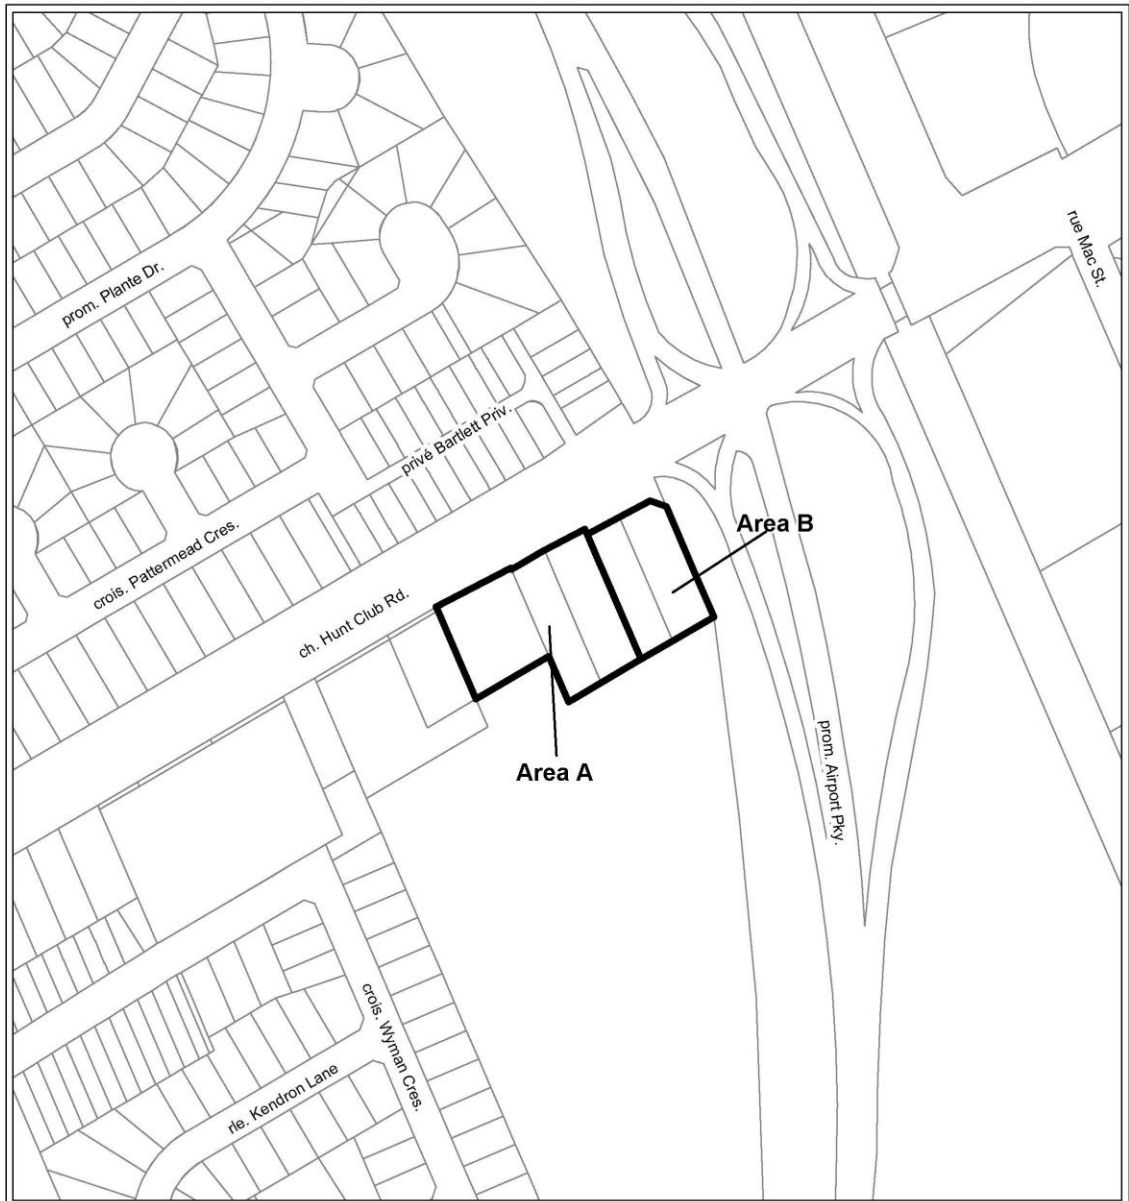 rue Mac St.
prom. Plante Dr.
privé Bartlett Priv.
Area B
crois. Pattermead Cres.
ch. Hunt Club Rd.
prom. Airport Pky.
Area A
crois. Wyman Cres.
rle. Kendron Lane